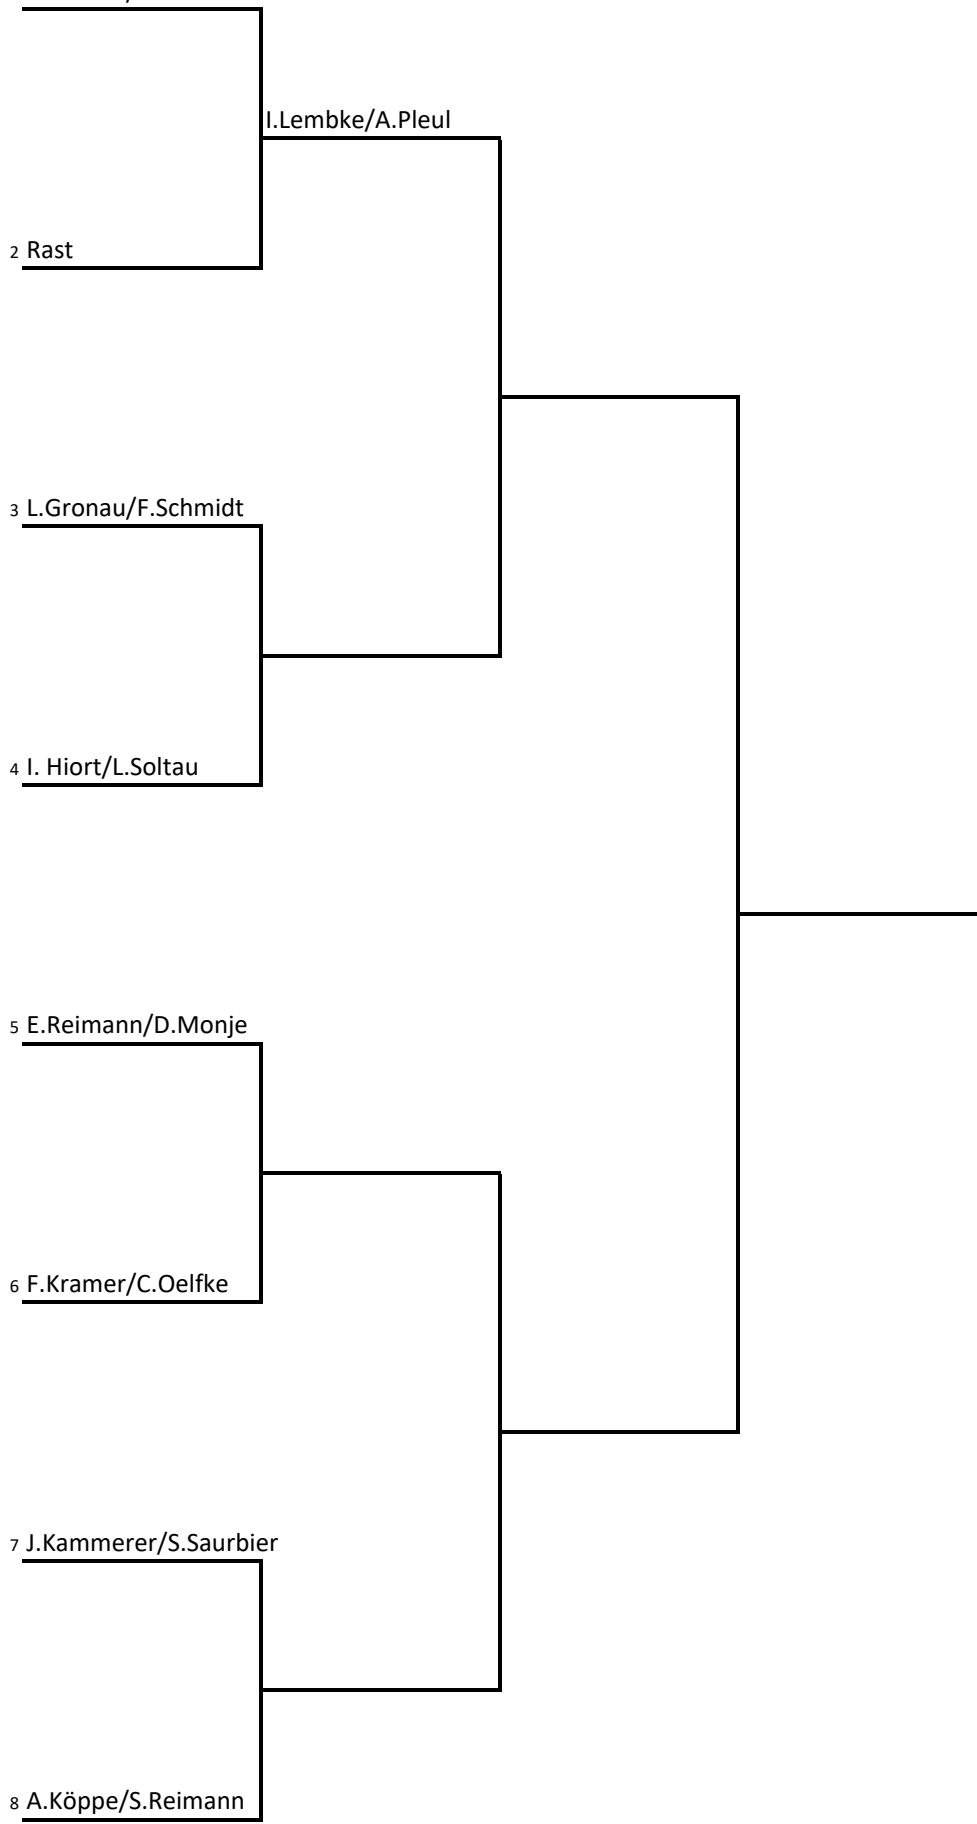 I.Lembke/A.Pleul
2 Rast
3 L.Gronau/F.Schmidt
4 I. Hiort/L.Soltau
5 E.Reimann/D.Monje
6 F.Kramer/C.Oelfke
7 J.Kammerer/S.Saurbier
8 A.Köppe/S.Reimann